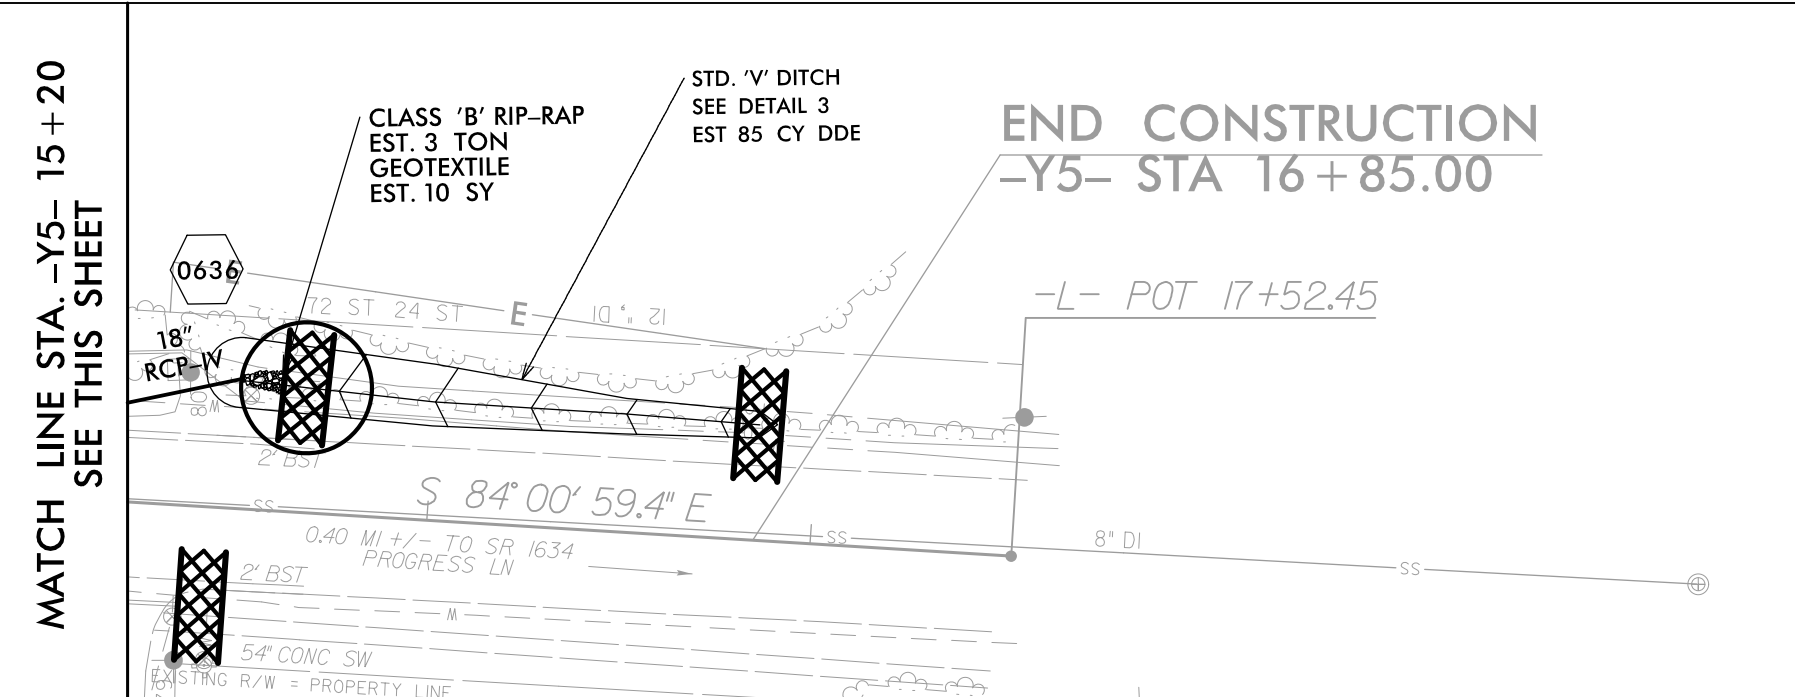 MATCH LINE STA. –Y5– 15+20
SEE THIS SHEET
CLASS 'B' RIP–RAP
EST. 3 TON
GEOTEXTILE
EST. 10 SY
STD. 'V' DITCH
SEE DETAIL 3
EST 85 CY DDE
END CONSTRUCTION
–Y5– STA 16+85.00
-L- POT 17+52.45
0636
E
72 ST 24 ST
E
12 ", DI
18"
RCP–IV
W
2' BST
S 84° 00' 59.4" E
SS
0.40 MI +/- TO SR 1634
PROGRESS LN
SS
8" DI
SS
2' BST
W
54" CONC SW
EXISTING R/W = PROPERTY LINE